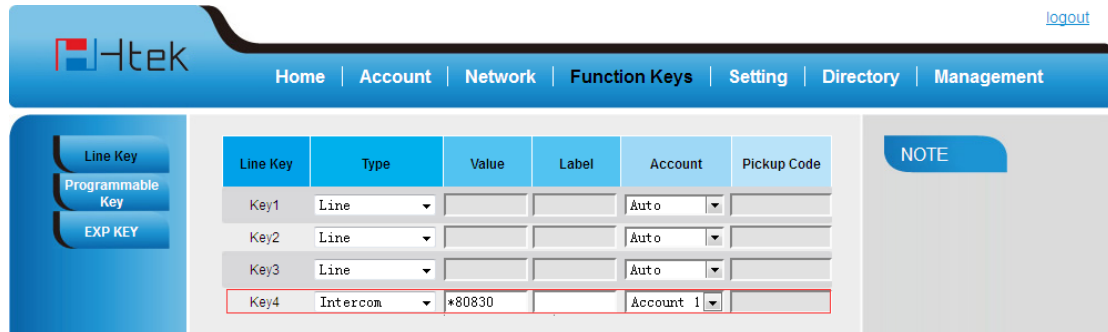 logout
Htek
Home | Account | Network | Function Keys | Setting | Directory | Management
Line Key
Programmable
Key
EXP KEY
Line Key Type Value Label Account Pickup Code
Key1 Line Auto
Key2 Line Auto
Key3 Line Auto
Key4 Intercom *80830 Account 1
NOTE